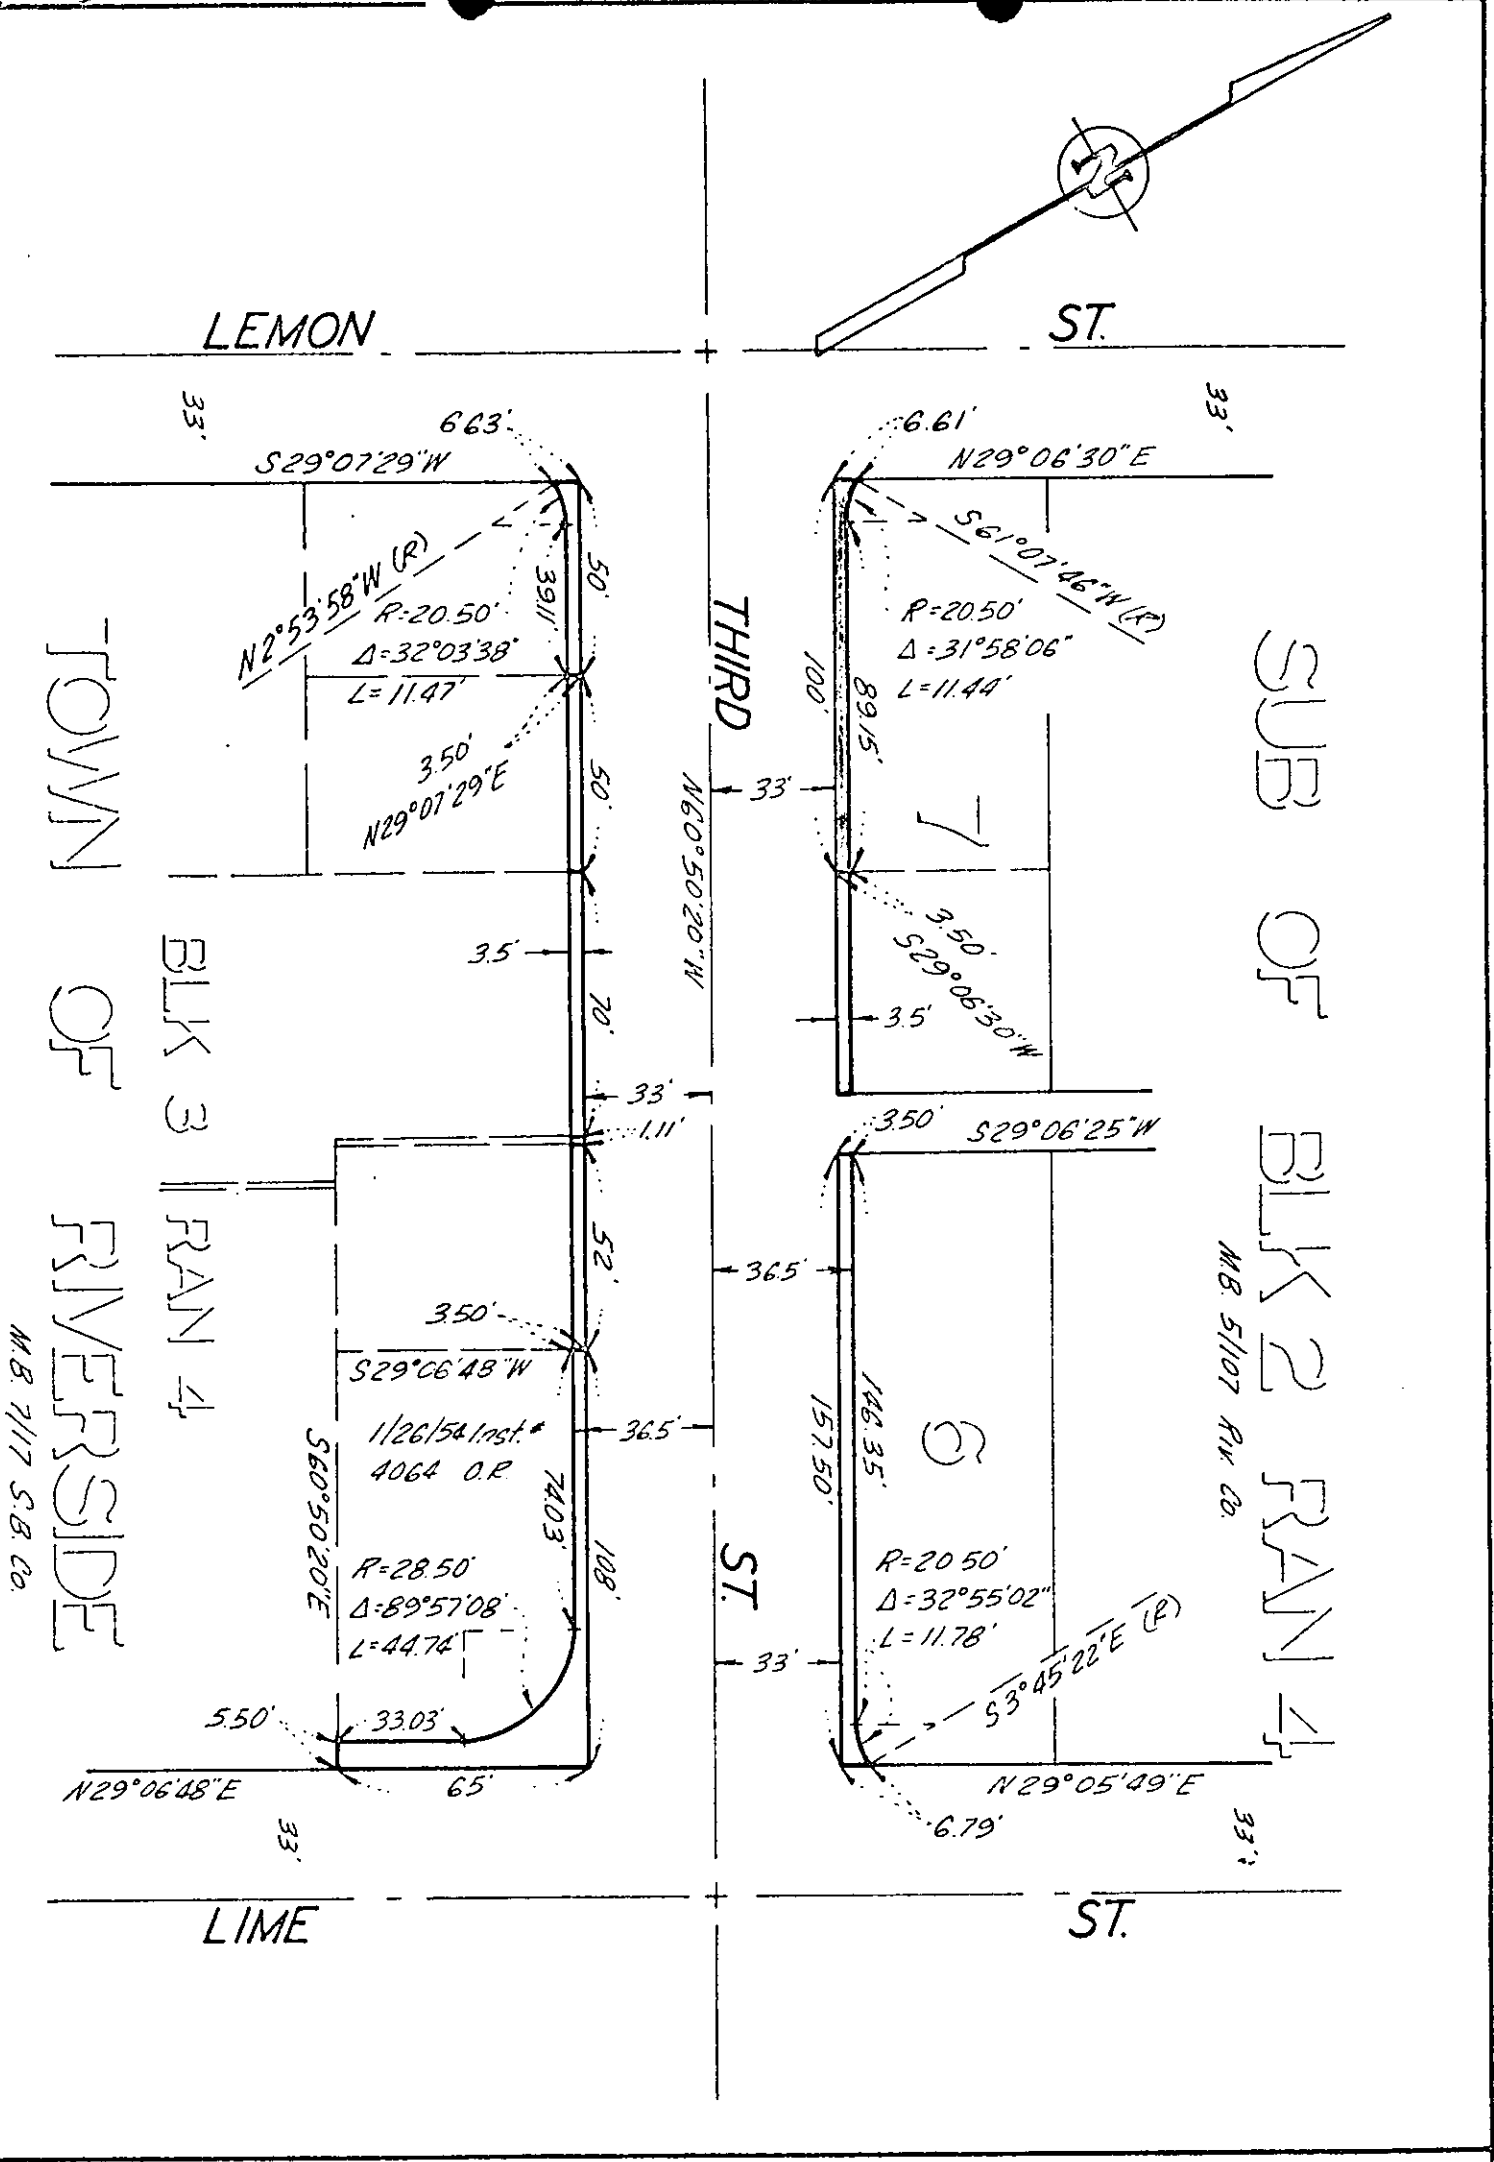 N
LEMON ST.
33'
33'
6.63'
6.61'
S29°07'29"W
N29°06'30"E
N2°53'58"W (R)
S61°07'46"W (R)
50'
39.11'
R=20.50'
Δ=32°03'38"
L=11.47'
R=20.50'
Δ=31°58'06"
L=11.44'
THIRD ST.
100'
89.15'
3.50'
N29°07'29"E
50'
N60°50'20"W
33'
7
3.50'
S29°06'30"W
3.5'
70'
3.5'
33'
1.11'
3.50'
S29°06'25"W
52'
36.5'
3.50'
S29°06'48"W
1/26/54 Inst.#
4064 O.R.
36.5'
74.03'
108'
S60°50'20"E
146.35'
157.50'
6
R=28.50'
Δ=89°57'08"
L=44.74'
R=20.50'
Δ=32°55'02"
L=11.78'
33'
S3°45'22"E (R)
5.50'
33.03'
65'
N29°06'48"E
N29°05'49"E
6.79'
33'
33'
LIME ST.
TOWN OF RIVERSIDE
BLK 3 RAN 4
M.B. 7/17 S.B. Co.
SUB OF BLK 2 RAN 4
M.B. 5/107 Riv. Co.